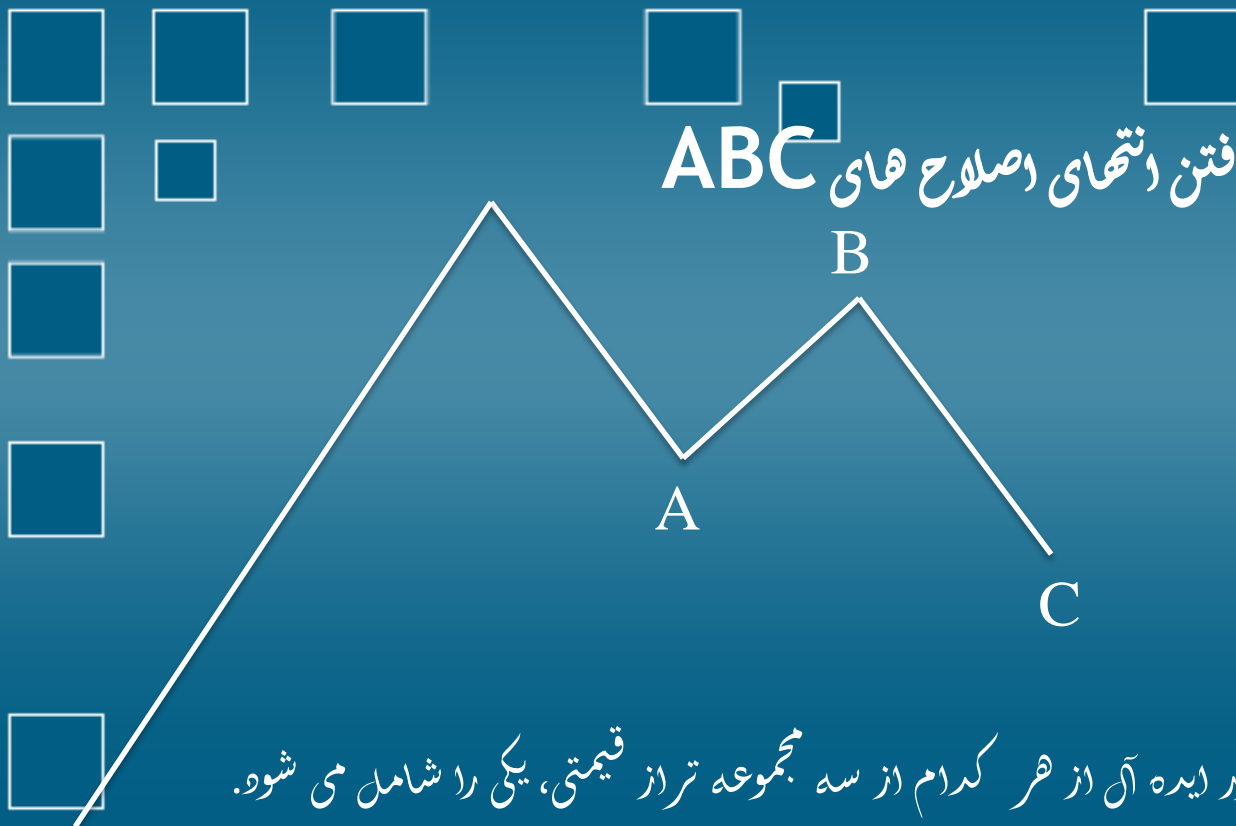 فتن انتهای اصلاح های ABC
B
A
C
ایده آل از هر کدام از سه مجموعه تراز قیمتی، یکی را شامل می شود.